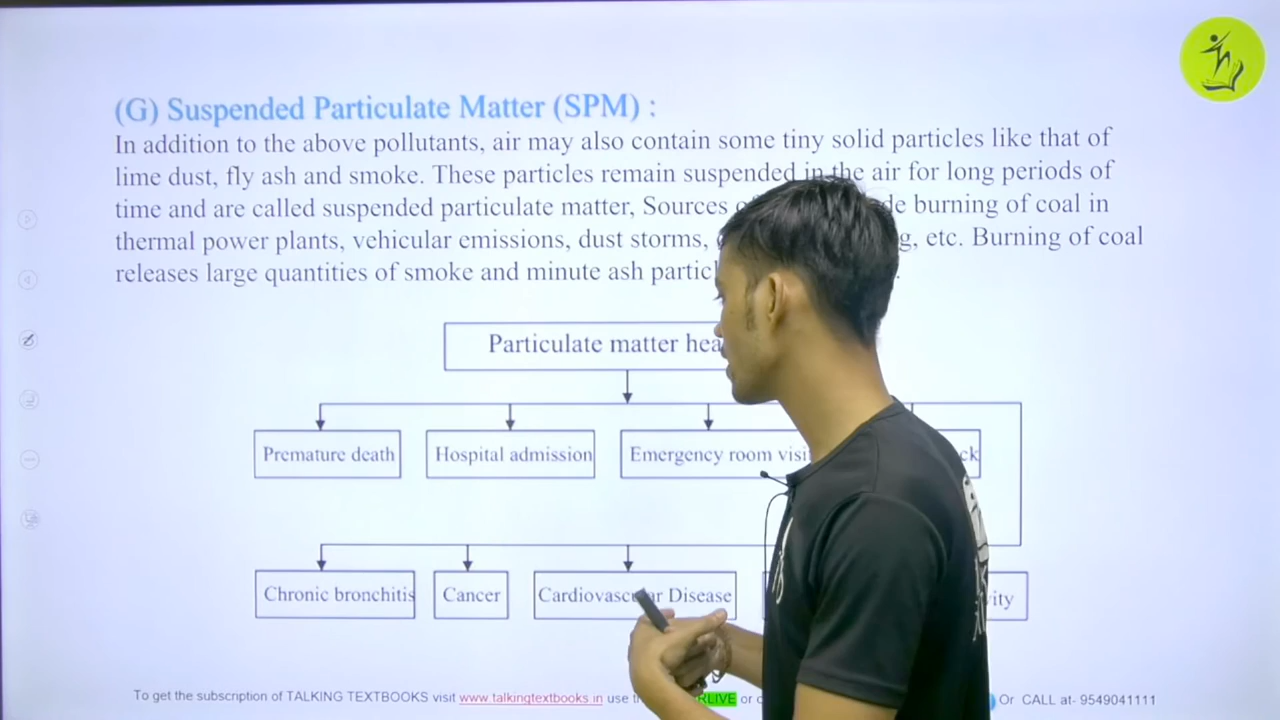 (G) Suspended Particulate Matter (SPM) :
In addition to the above pollutants, air may also contain some tiny solid particles like that of
lime dust, fly ash and smoke. These particles remain suspended in the air for long periods of
time and are called suspended particulate matter, Sources burning of coal in
thermal power plants, vehicular emissions, dust storms, etc. Burning of coal
releases large quantities of smoke and minute ash
Particulate matter
Premature death Hospital admission Emergency room
Chronic bronchitis Cancer Cardiovascular Disease
To get the subscription of TALKING TEXTBOOKS visit www.talkingtextbooks.in use Or CALL at- 9549041111